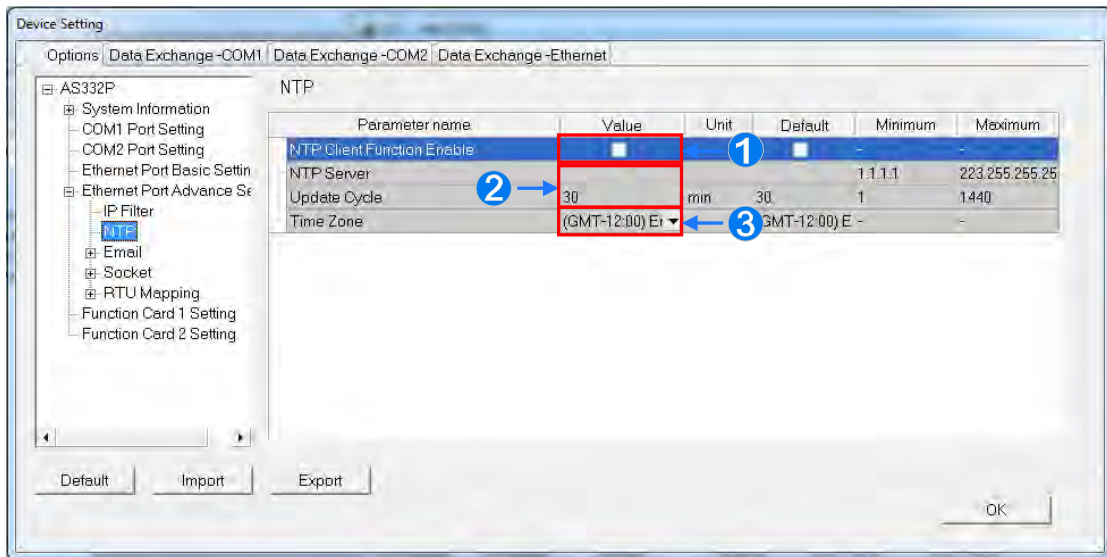 Device Setting
Options Data Exchange -COM1 Data Exchange -COM2 Data Exchange -Ethernet
AS332P
System Information
COM1 Port Setting
COM2 Port Setting
Ethernet Port Basic Settin
Ethernet Port Advance Se
IP Filter
NTP
Email
Socket
RTU Mapping
Function Card 1 Setting
Function Card 2 Setting
NTP
Parameter name Value Unit Default Minimum Maximum
NTP Client Function Enable - -
NTP Server 1.1.1.1 223.255.255.25
Update Cycle 30 min 30 1 1440
Time Zone (GMT-12:00) Er GMT-12:00) E - -
1
2
3
Default Import Export
OK